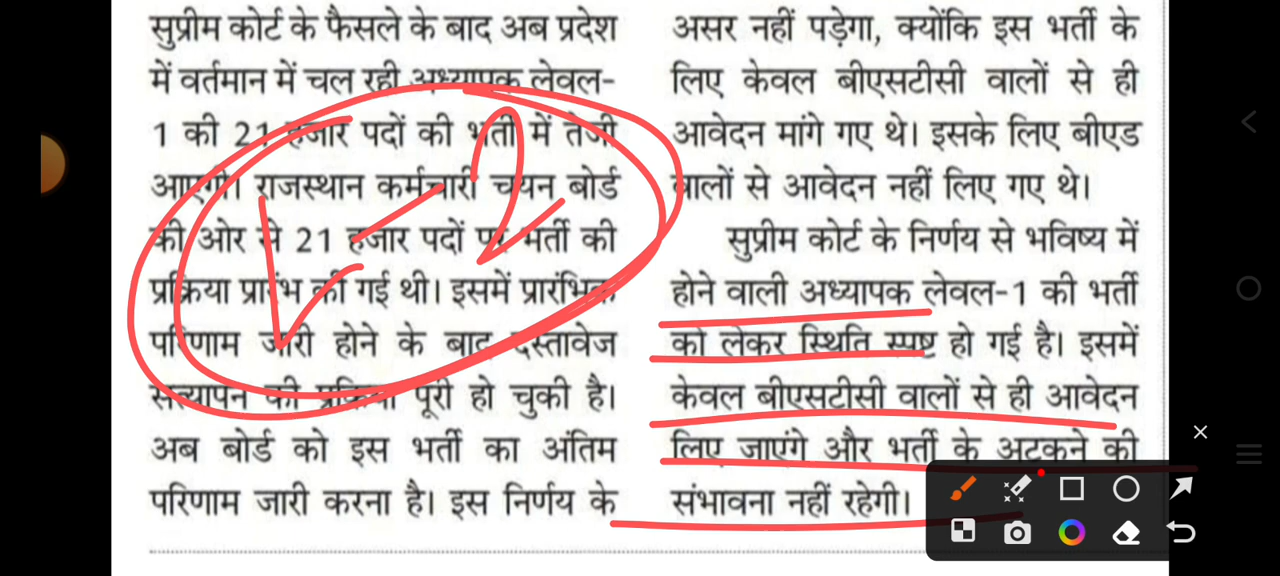 सुप्रीम कोर्ट के फैसले के बाद अब प्रदेश
में वर्तमान में चल रही अध्यापक लेवल-
1 की 21 हजार पदों की भर्ती में तेजी
आएगी। राजस्थान कर्मचारी चयन बोर्ड
की ओर से 21 हजार पदों पर भर्ती की
प्रक्रिया प्रारंभ की गई थी। इसमें प्रारंभिक
परिणाम जारी होने के बाद दस्तावेज
सत्यापन की प्रक्रिया पूरी हो चुकी है।
अब बोर्ड को इस भर्ती का अंतिम
परिणाम जारी करना है। इस निर्णय के
असर नहीं पड़ेगा, क्योंकि इस भर्ती के
लिए केवल बीएसटीसी वालों से ही
आवेदन मांगे गए थे। इसके लिए बीएड
वालों से आवेदन नहीं लिए गए थे।
सुप्रीम कोर्ट के निर्णय से भविष्य में
होने वाली अध्यापक लेवल-1 की भर्ती
को लेकर स्थिति स्पष्ट हो गई है। इसमें
केवल बीएसटीसी वालों से ही आवेदन
लिए जाएंगे और भर्ती के अटकने की
संभावना नहीं रहेगी।
L-2